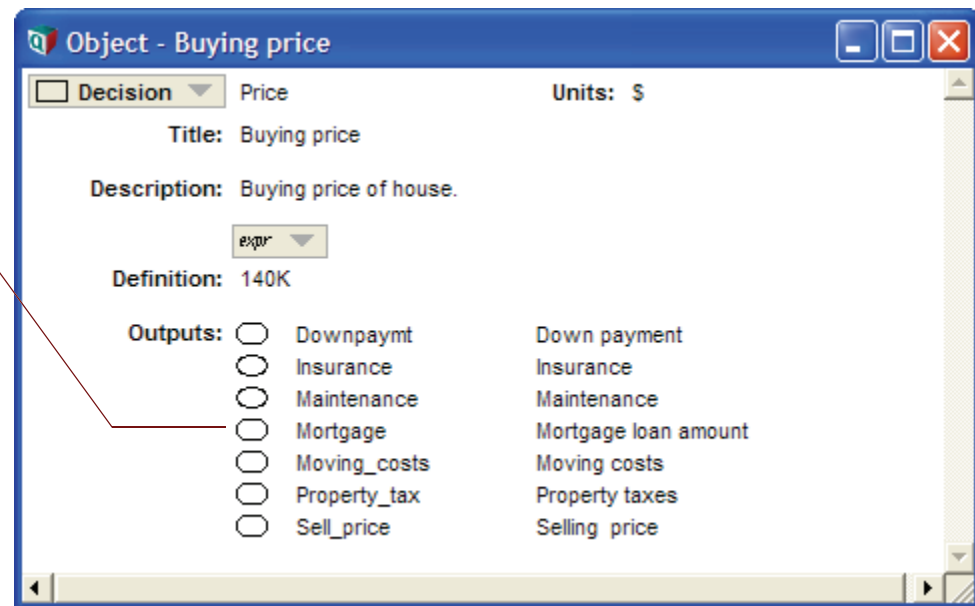 Object - Buying price
Decision Price Units: $
Title: Buying price
Description: Buying price of house.
expr
Definition: 140K
Outputs: Downpaymt Down payment
Insurance Insurance
Maintenance Maintenance
Mortgage Mortgage loan amount
Moving_costs Moving costs
Property_tax Property taxes
Sell_price Selling price